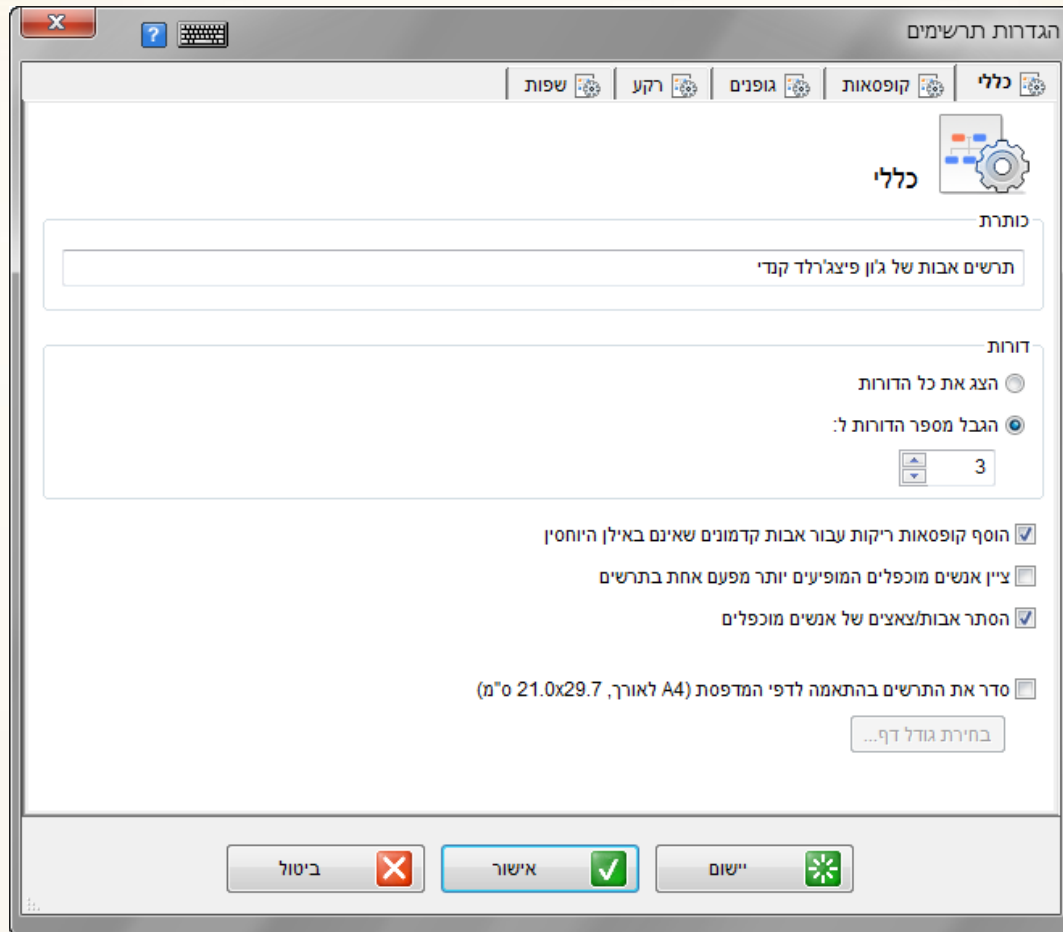 הגדרות תרשימים
כללי קופסאות גופנים רקע שפות
כללי
כותרת
תרשים אבות של ג'ון פיצג'רלד קנדי
דורות
הצג את כל הדורות
הגבל מספר הדורות ל:
3
הוסף קופסאות ריקות עבור אבות קדמונים שאינם באילן היוחסין
ציין אנשים מוכפלים המופיעים יותר מפעם אחת בתרשים
הסתר אבות/צאצים של אנשים מוכפלים
סדר את התרשים בהתאמה לדפי המדפסת (A4 לאורך, 21.0x29.7 ס"מ)
בחירת גודל דף...
יישום אישור ביטול